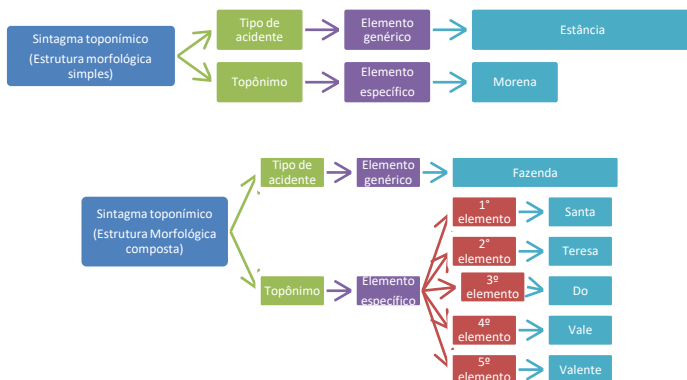 Sintagma toponímico
(Estrutura morfológica
simples)
Tipo de
acidente
Elemento
genérico
Estância
Topônimo
Elemento
específico
Morena
Sintagma toponímico
(Estrutura Morfológica
composta)
Tipo de
acidente
Elemento
genérico
Fazenda
Topônimo
Elemento
específico
1°
elemento
Santa
2°
elemento
Teresa
3º
elemento
Do
4º
elemento
Vale
5º
elemento
Valente